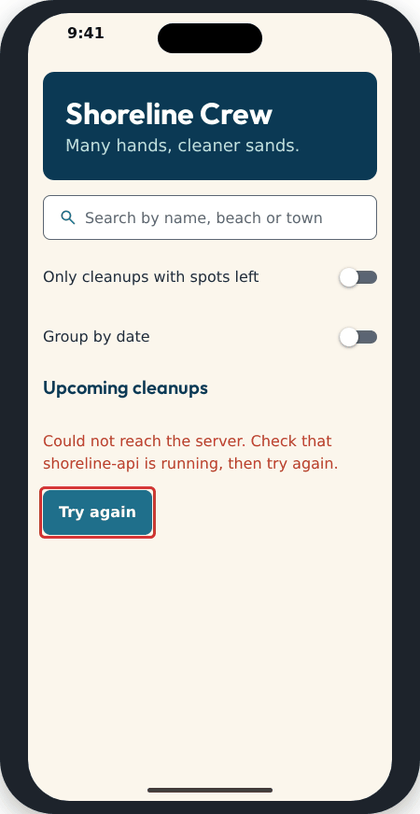 9:41
Shoreline Crew
Many hands, cleaner sands.
Search by name, beach or town
Only cleanups with spots left
Group by date
Upcoming cleanups
Could not reach the server. Check that
shoreline-api is running, then try again.
Try again